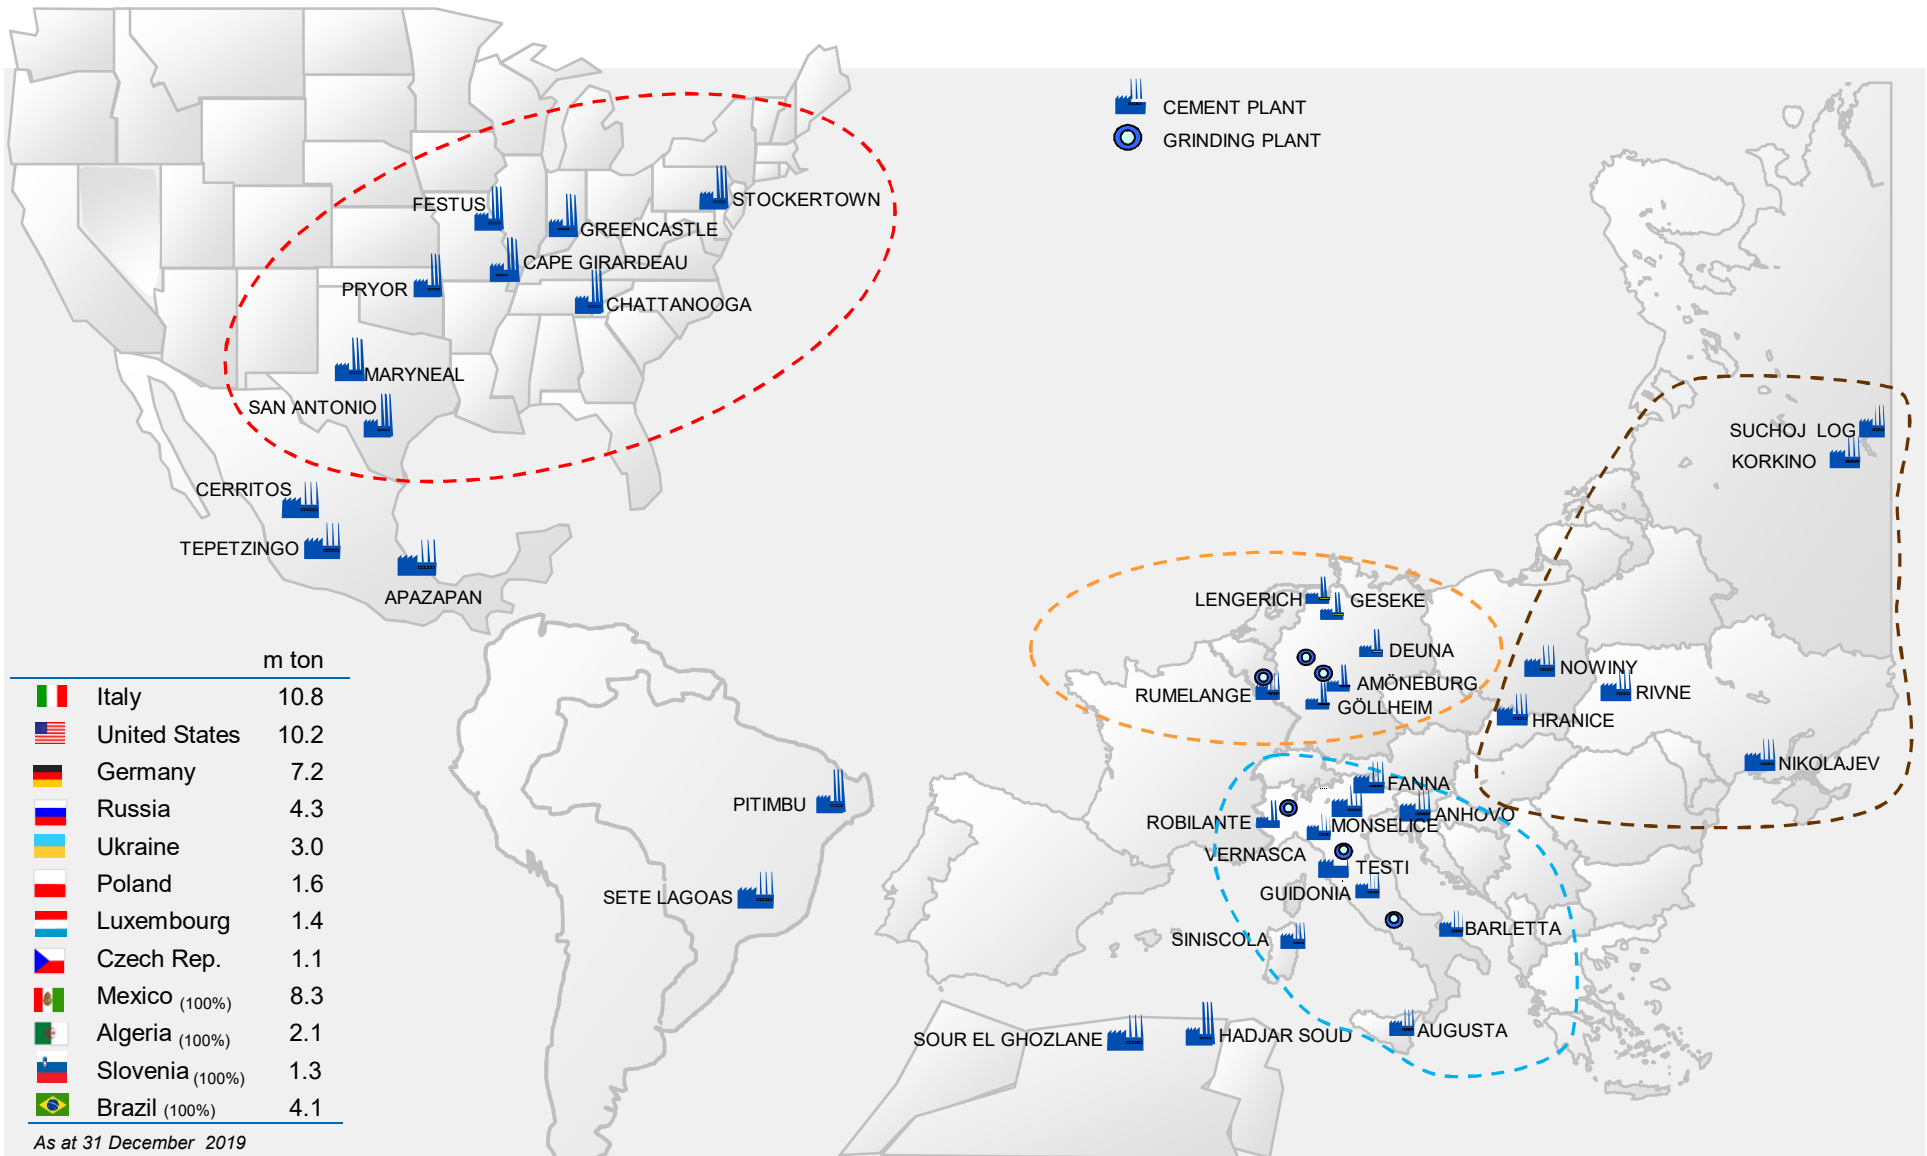 CEMENT PLANT
GRINDING PLANT
STOCKERTOWN
FESTUS
GREENCASTLE
CAPE GIRARDEAU
PRYOR
CHATTANOOGA
MARYNEAL
SAN ANTONIO
CERRITOS
TEPETZINGO
APAZAPAN
SUCHOJ LOG
KORKINO
LENGERICH
GESEKE
DEUNA
NOWINY
AMÖNEBURG
RUMELANGE
RIVNE
GÖLLHEIM
HRANICE
NIKOLAJEV
FANNA
PITIMBU
ANHOVO
ROBILANTE
MONSELICE
VERNASCA
TESTI
GUIDONIA
SETE LAGOAS
BARLETTA
SINISCOLA
AUGUSTA
SOUR EL GHOZLANE
HADJAR SOUD
m ton
Italy 10.8
United States 10.2
Germany 7.2
Russia 4.3
Ukraine 3.0
Poland 1.6
Luxembourg 1.4
Czech Rep. 1.1
Mexico (100%) 8.3
Algeria (100%) 2.1
Slovenia (100%) 1.3
Brazil (100%) 4.1
As at 31 December 2019